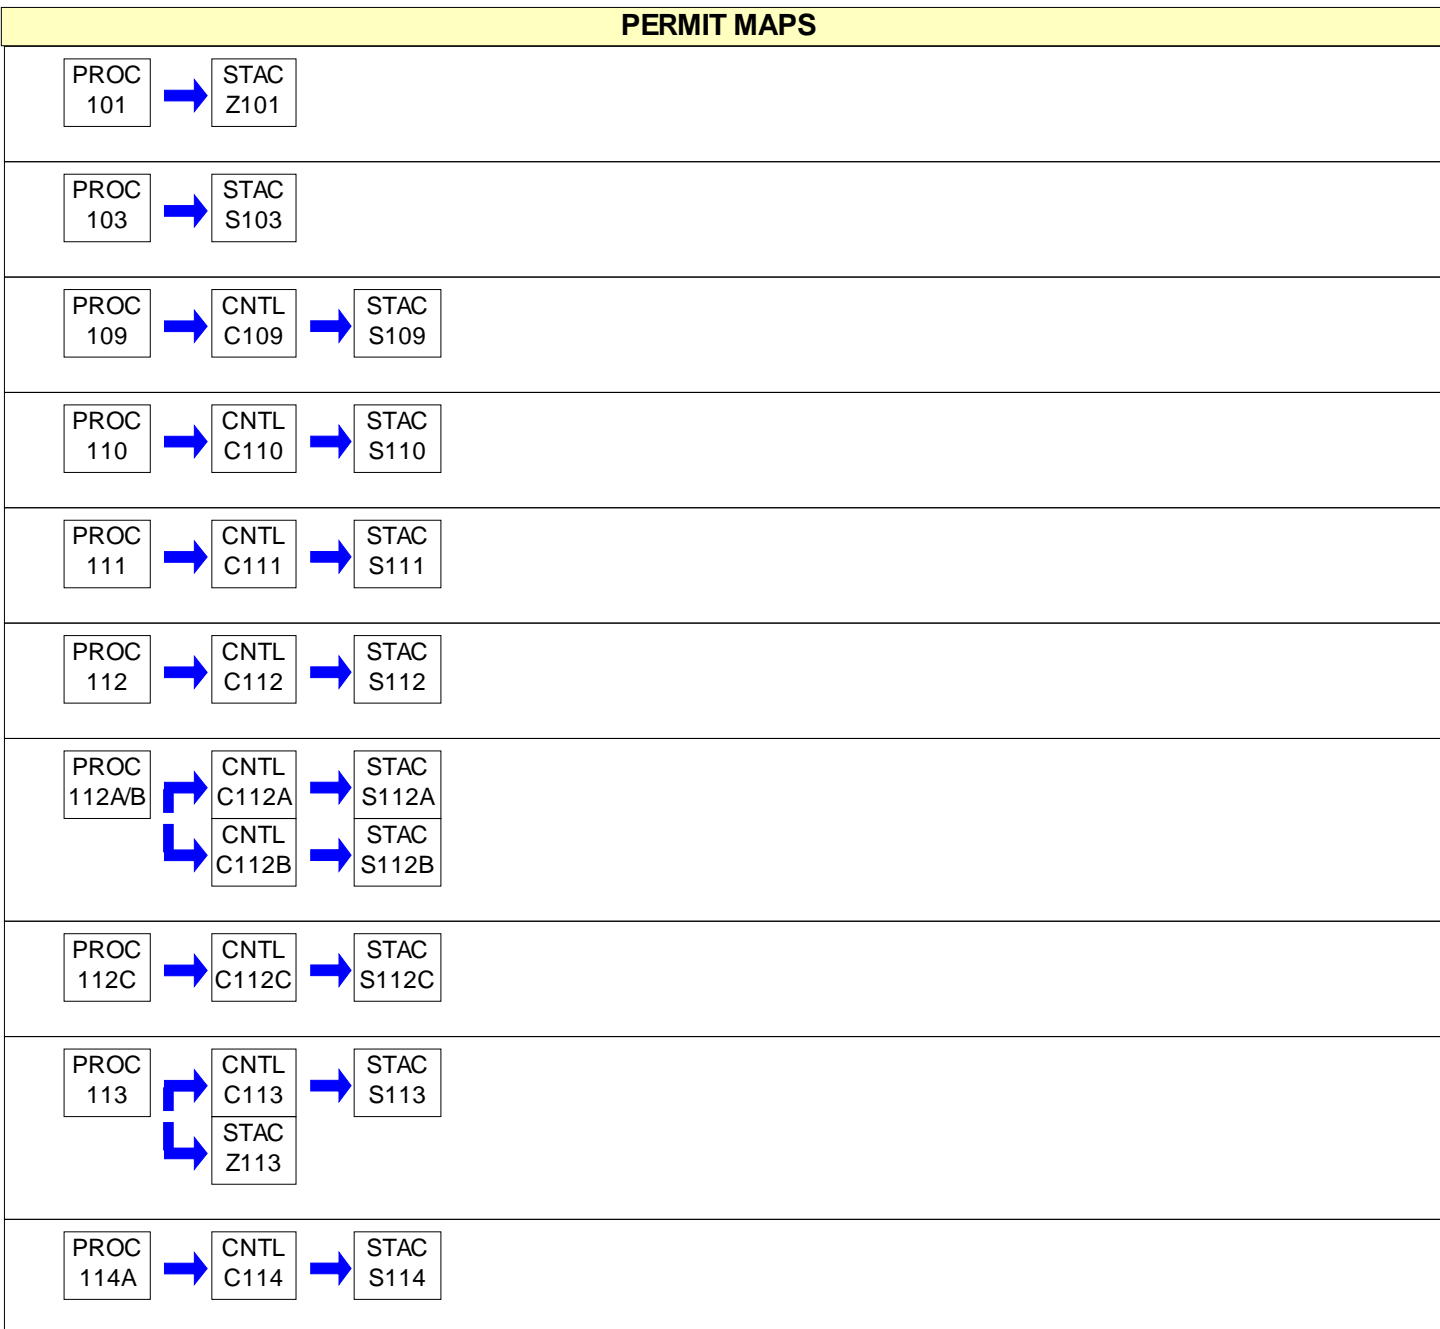 PERMIT MAPS
PROC STAC
101 Z101
PROC STAC
103 S103
PROC CNTL STAC
109 C109 S109
PROC CNTL STAC
110 C110 S110
PROC CNTL STAC
111 C111 S111
PROC CNTL STAC
112 C112 S112
PROC CNTL STAC
112A/B C112A S112A
CNTL STAC
C112B S112B
PROC CNTL STAC
112C C112C S112C
PROC CNTL STAC
113 C113 S113
STAC
Z113
PROC CNTL STAC
114A C114 S114